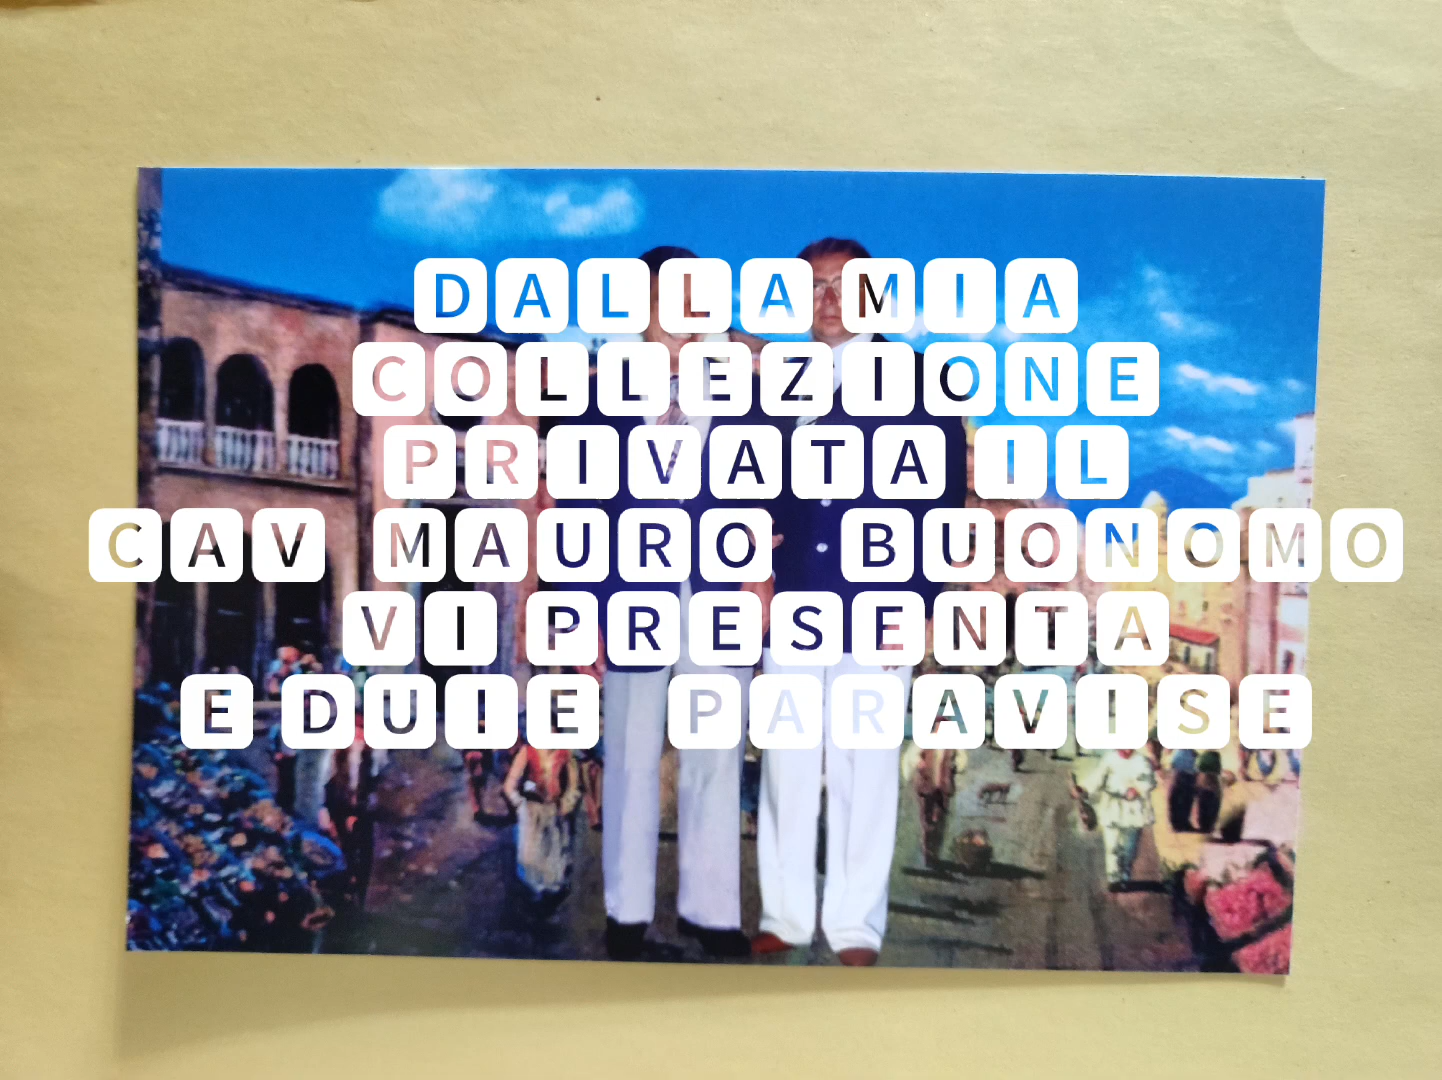 DALLA MIA
COLLEZIONE
PRIVATA IL
CAV MAURO BUONOMO
VI PRESENTA
E DUIE PARAVISE